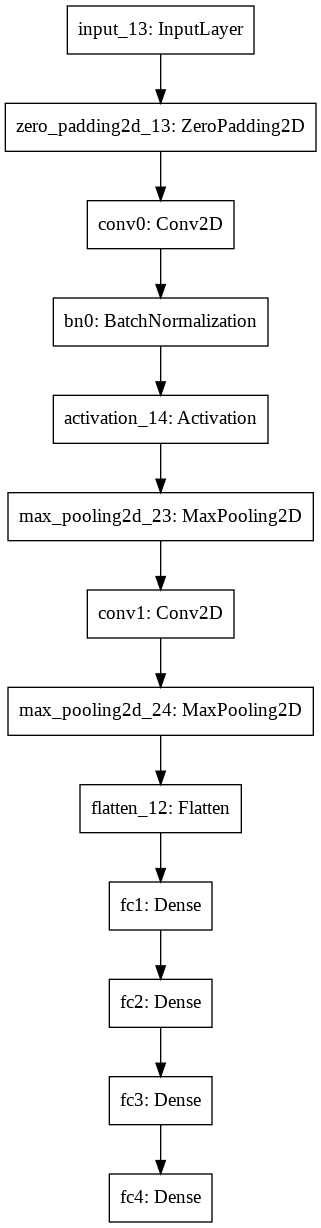 input_13: InputLayer
zero_padding2d_13: ZeroPadding2D
conv0: Conv2D
bn0: BatchNormalization
activation_14: Activation
max_pooling2d_23: MaxPooling2D
conv1: Conv2D
max_pooling2d_24: MaxPooling2D
flatten_12: Flatten
fc1: Dense
fc2: Dense
fc3: Dense
fc4: Dense